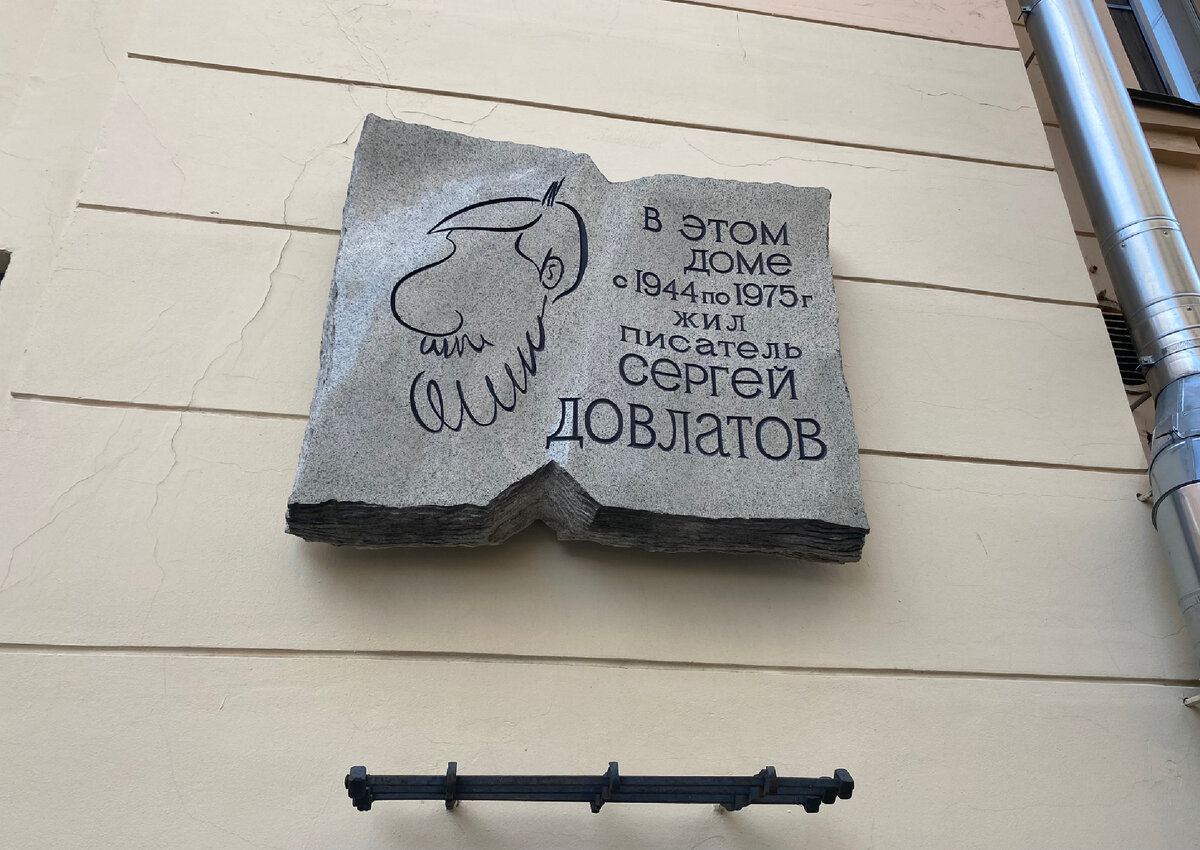 В ЭТОМ
ДОМЕ
с 1944 по 1975 г
ЖИЛ
писатель
СЕРГЕЙ
ДОВЛАТОВ